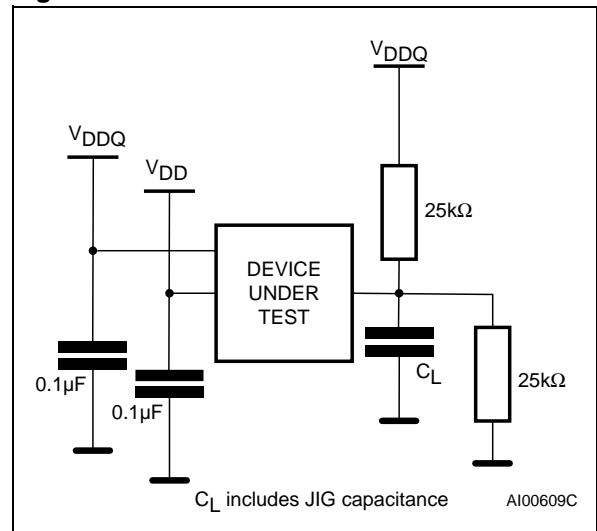 VDDQ
VDDQ
VDD
25kΩ
DEVICE
UNDER
TEST
CL
0.1µF
25kΩ
0.1µF
CL includes JIG capacitance
AI00609C